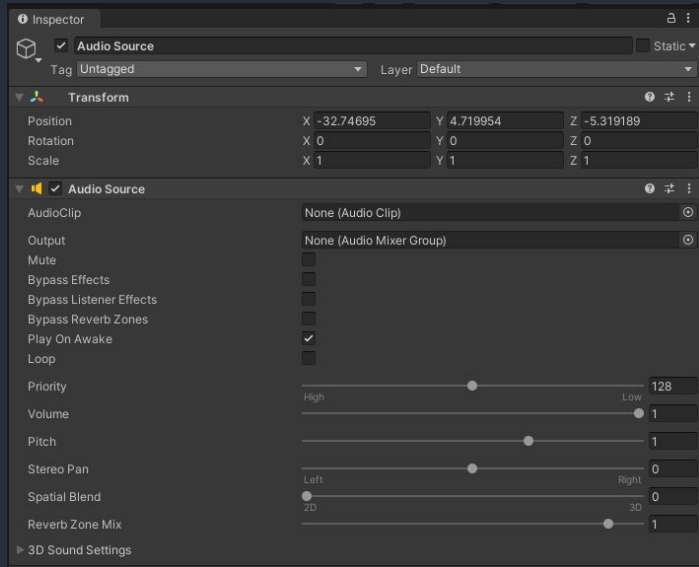 Inspector
Audio Source Static
Tag Untagged Layer Default
Transform
Position X -32.74695 Y 4.719954 Z -5.319189
Rotation X 0 Y 0 Z 0
Scale X 1 Y 1 Z 1
Audio Source
AudioClip None (Audio Clip)
Output None (Audio Mixer Group)
Mute
Bypass Effects
Bypass Listener Effects
Bypass Reverb Zones
Play On Awake
Loop
Priority 128
High Low
Volume 1
Pitch 1
Stereo Pan 0
Left Right
Spatial Blend 0
2D 3D
Reverb Zone Mix 1
3D Sound Settings